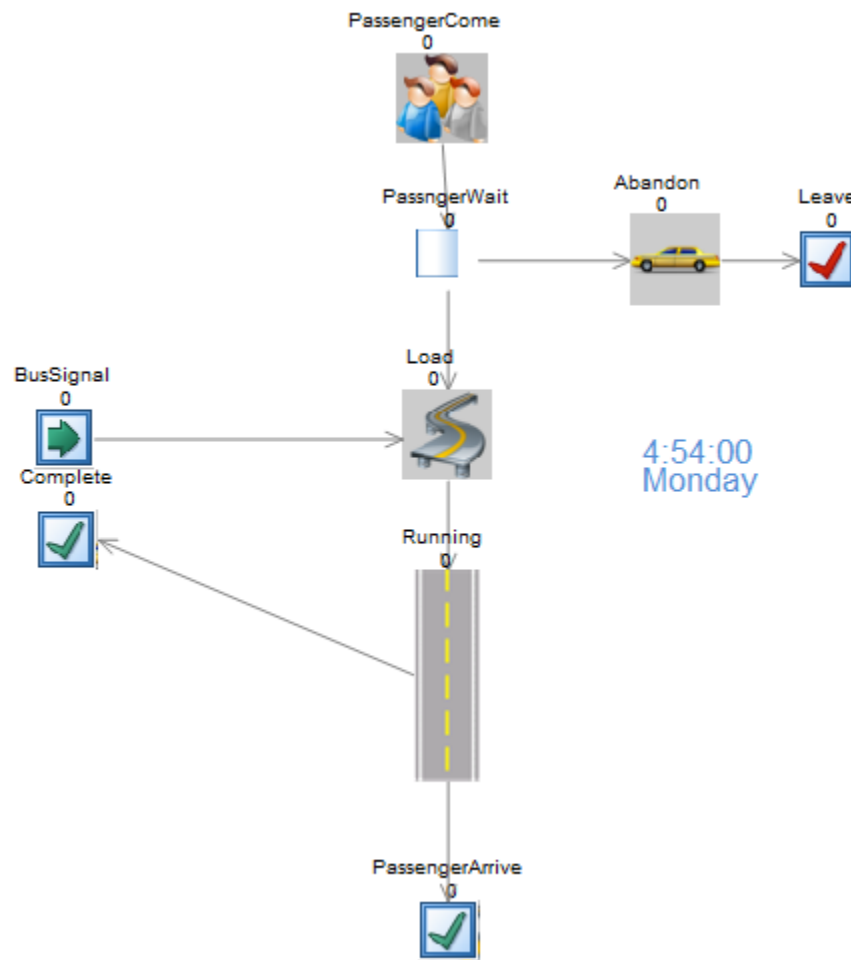 PassengerCome
0
PassngerWait
0
Abandon
0
Leave
0
Load
0
BusSignal
0
4:54:00
Monday
Complete
0
Running
0
PassengerArrive
0